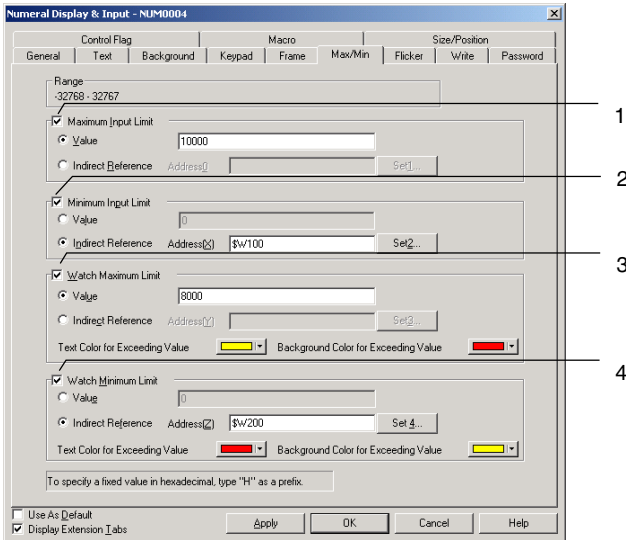 Numeral Display & Input - NUM0004
Control Flag Macro Size/Position
General Text Background Keypad Frame Max/Min Flicker Write Password
Range
-32768 - 32767
1
Maximum Input Limit
Value 10000
Indirect Reference Address() Set1...
2
Minimum Input Limit
Value 0
Indirect Reference Address(X) $W100 Set2...
3
Watch Maximum Limit
Value 8000
Indirect Reference Address(Y) Set3...
Text Color for Exceeding Value Background Color for Exceeding Value
4
Watch Minimum Limit
Value 0
Indirect Reference Address(Z) $W200 Set 4...
Text Color for Exceeding Value Background Color for Exceeding Value
To specify a fixed value in hexadecimal, type "H" as a prefix.
Use As Default
Display Extension Tabs
Apply OK Cancel Help